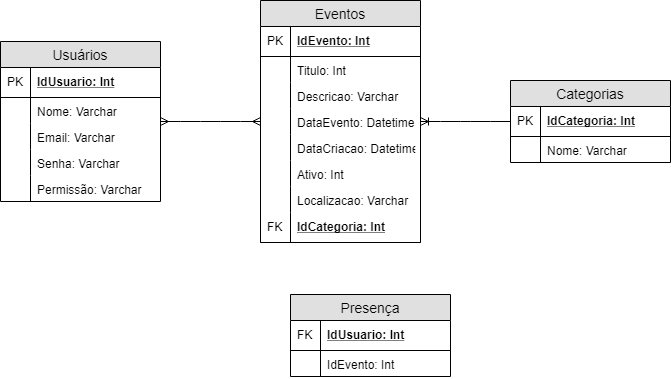 Usuários
PK IdUsuario: Int
Nome: Varchar
Email: Varchar
Senha: Varchar
Permissão: Varchar
Eventos
PK IdEvento: Int
Titulo: Int
Descricao: Varchar
DataEvento: Datetime
DataCriacao: Datetime
Ativo: Int
Localizacao: Varchar
FK IdCategoria: Int
Categorias
PK IdCategoria: Int
Nome: Varchar
Presença
FK IdUsuario: Int
IdEvento: Int